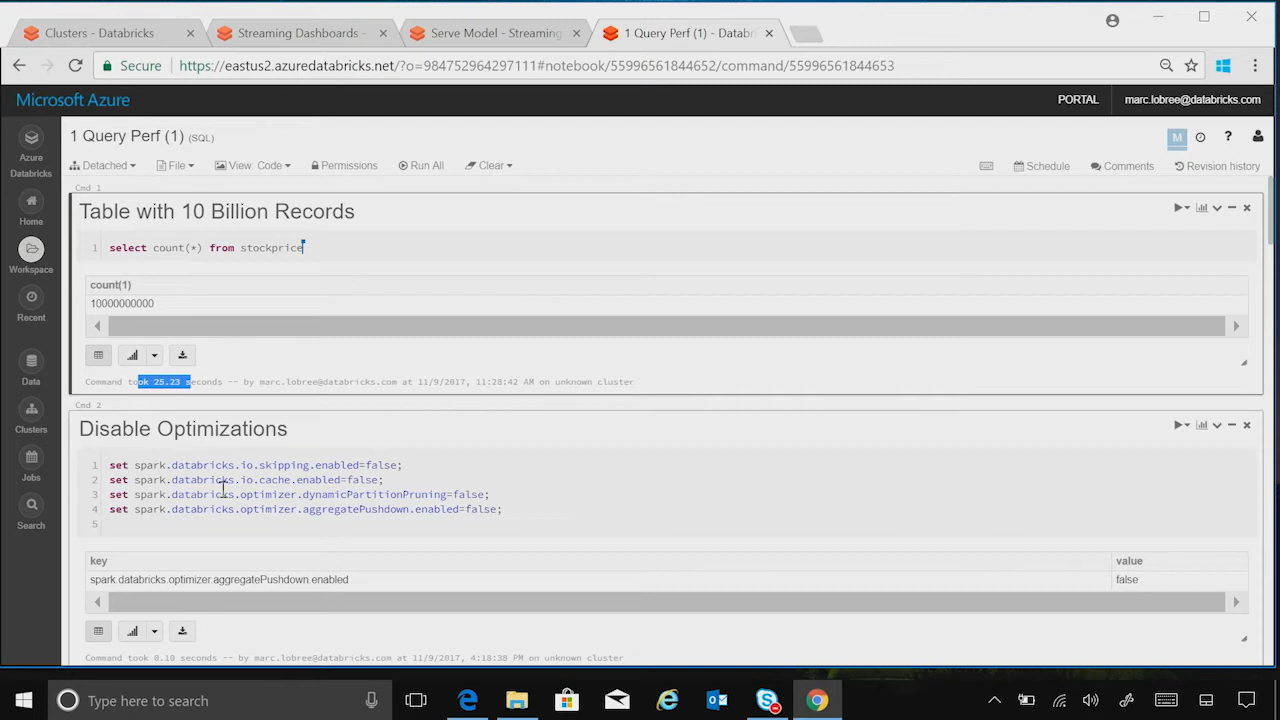 Clusters - Databricks
Streaming Dashboards -
Serve Model - Streaming
1 Query Perf (1) - Databri
Secure
https://eastus2.azuredatabricks.net/?o=984752964297111#notebook/55996561844652/command/55996561844653
Microsoft Azure
PORTAL
marc.lobree@databricks.com
Azure
Databricks
Home
Workspace
Recent
Data
Clusters
Jobs
Search
1 Query Perf (1) (SQL)
M
?
Detached
File
View: Code
Permissions
Run All
Clear
Schedule
Comments
Revision history
Cmd 1
Table with 10 Billion Records
1 select count(*) from stockprice
count(1)
10000000000
Command took 25.23 seconds -- by marc.lobree@databricks.com at 11/9/2017, 11:28:42 AM on unknown cluster
Cmd 2
Disable Optimizations
1 set spark.databricks.io.skipping.enabled=false;
2 set spark.databricks.io.cache.enabled=false;
3 set spark.databricks.optimizer.dynamicPartitionPruning=false;
4 set spark.databricks.optimizer.aggregatePushdown.enabled=false;
5
key value
spark.databricks.optimizer.aggregatePushdown.enabled false
Command took 0.10 seconds -- by marc.lobree@databricks.com at 11/9/2017, 4:18:38 PM on unknown cluster
Type here to search